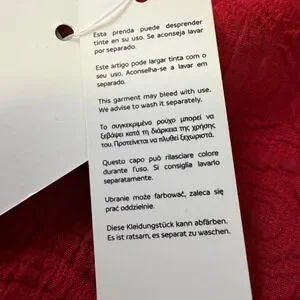 Esta prenda puede desprender
tinte en su uso. Se aconseja lavar
por separado.
Este artigo pode largar tinta com o
seu uso. Aconselha-se a lavar em
separado.
This garment may bleed with use.
We advise to wash it separately.
Το συγκεκριμένο ρούχο μπορεί να
ξεβάψει κατά τη διάρκεια της χρήσης
του. Προτείνεται να πλυθεί ξεχωριστά.
Questo capo può rilasciare colore
durante l'uso. Si consiglia lavarlo
separatamente.
Ubranie może farbować, zaleca się
prać oddzielnie.
Diese Kleidungstück kann abfärben.
Es ist ratsam, es separat zu waschen.